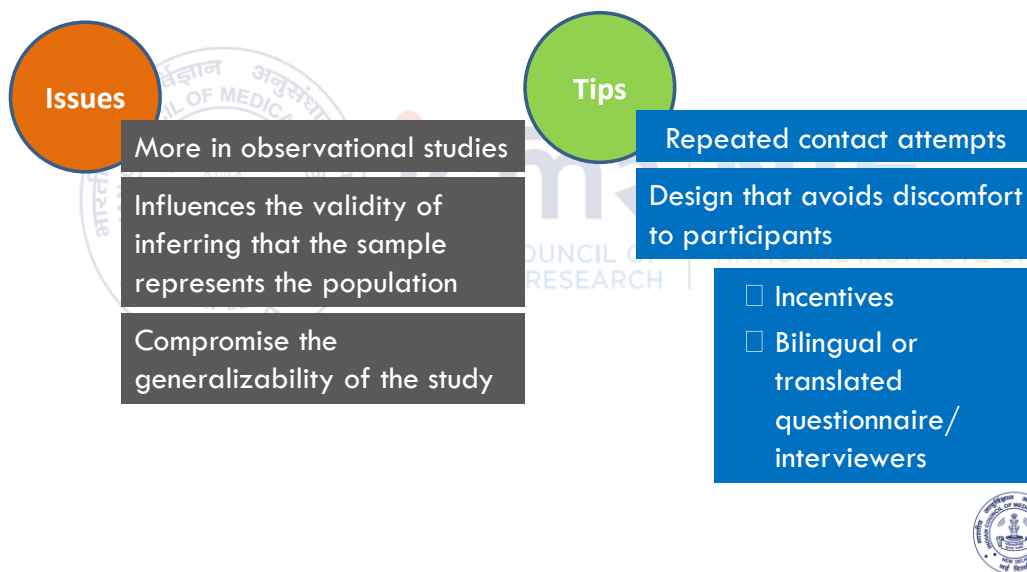 Issues
More in observational studies
Influences the validity of
inferring that the sample
represents the population
Compromise the
generalizability of the study
Tips
Repeated contact attempts
Design that avoids discomfort
to participants
Incentives
Bilingual or
translated
questionnaire/
interviewers